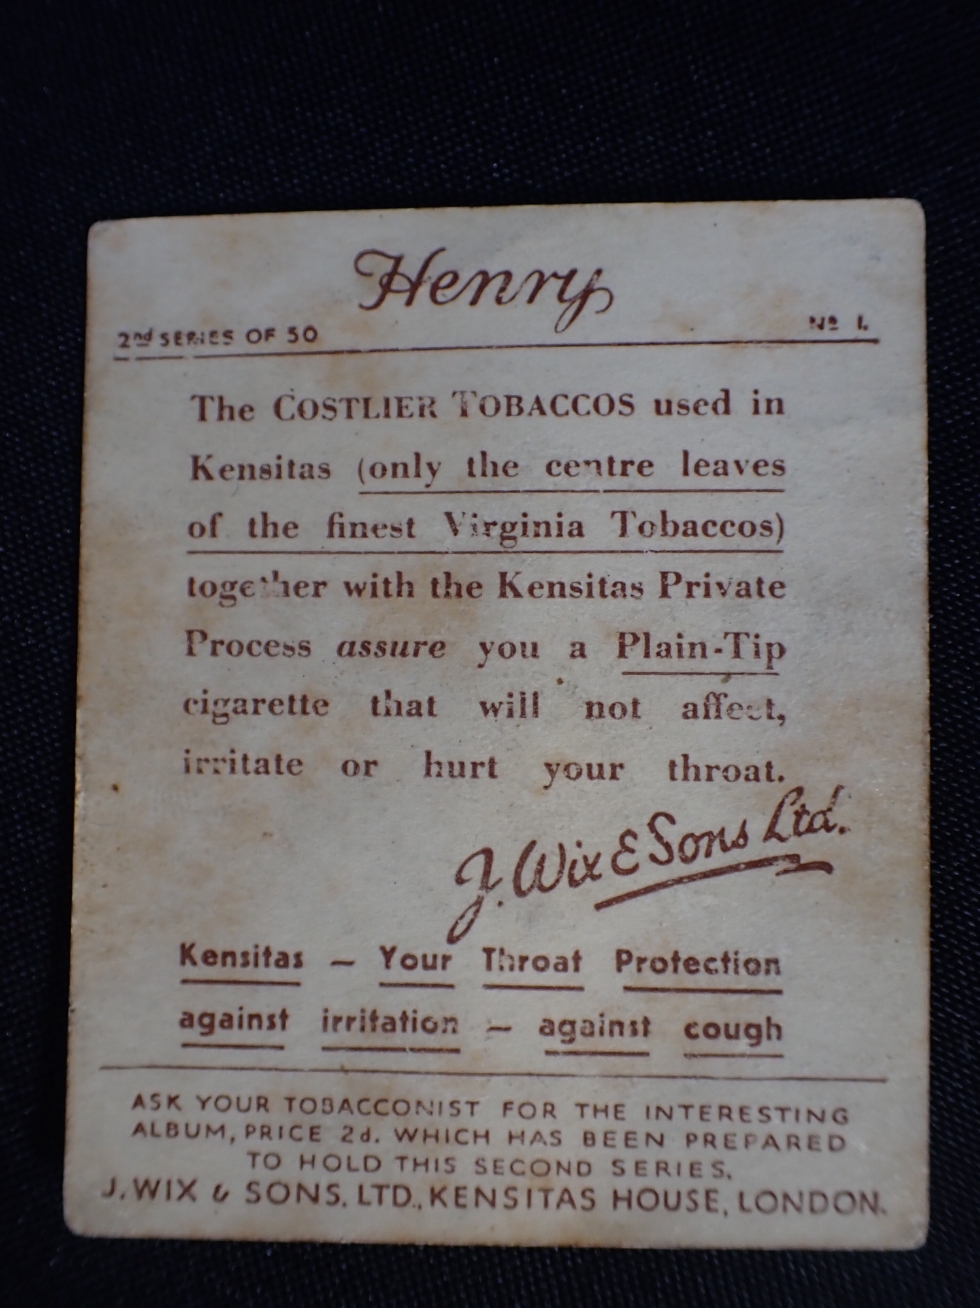 Henry
2nd SERIES OF 50 No 1.
The COSTLIER TOBACCOS used in
Kensitas (only the centre leaves
of the finest Virginia Tobaccos)
together with the Kensitas Private
Process assure you a Plain-Tip
cigarette that will not affect,
irritate or hurt your throat.
J. Wix & Sons Ltd.
Kensitas — Your Throat Protection
against irritation — against cough
ASK YOUR TOBACCONIST FOR THE INTERESTING
ALBUM, PRICE 2d. WHICH HAS BEEN PREPARED
TO HOLD THIS SECOND SERIES.
J. WIX & SONS. LTD., KENSITAS HOUSE, LONDON.